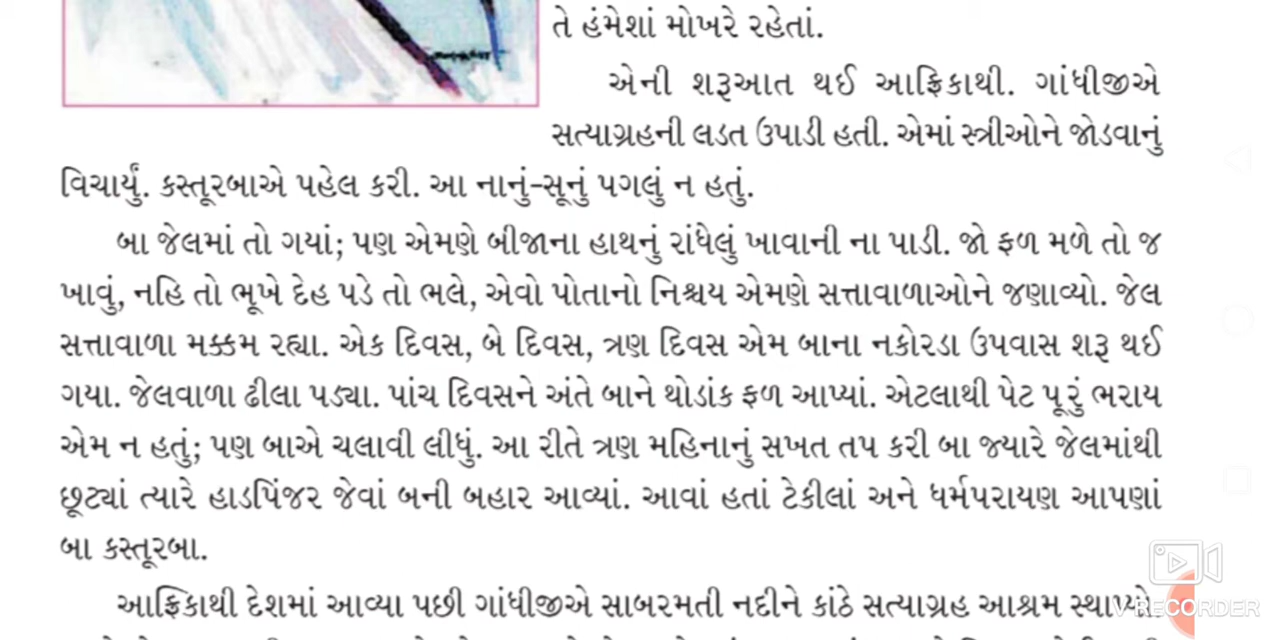 તે હંમેશાં મોખરે રહેતાં.
એની શરૂઆત થઈ આફ્રિકાથી. ગાંધીજીએ
સત્યાગ્રહની લડત ઉપાડી હતી. એમાં સ્ત્રીઓને જોડવાનું
વિચાર્યું. કસ્તૂરબાએ પહેલ કરી. આ નાનું-સૂનું પગલું ન હતું.
બા જેલમાં તો ગયાં; પણ એમણે બીજાના હાથનું રાંધેલું ખાવાની ના પાડી. જો ફળ મળે તો જ
ખાવું, નહિ તો ભૂખે દેહ પડે તો ભલે, એવો પોતાનો નિશ્ચય એમણે સત્તાવાળાઓને જણાવ્યો. જેલ
સત્તાવાળા મક્કમ રહ્યા. એક દિવસ, બે દિવસ, ત્રણ દિવસ એમ બાના નકોરડા ઉપવાસ શરૂ થઈ
ગયા. જેલવાળા ઢીલા પડ્યા. પાંચ દિવસને અંતે બાને થોડાંક ફળ આપ્યાં. એટલાથી પેટ પૂરું ભરાય
એમ ન હતું; પણ બાએ ચલાવી લીધું. આ રીતે ત્રણ મહિનાનું સખત તપ કરી બા જ્યારે જેલમાંથી
છૂટ્યાં ત્યારે હાડપિંજર જેવાં બની બહાર આવ્યાં. આવાં હતાં ટેકીલાં અને ધર્મપરાયણ આપણાં
બા કસ્તૂરબા.
આફ્રિકાથી દેશમાં આવ્યા પછી ગાંધીજીએ સાબરમતી નદીને કાંઠે સત્યાગ્રહ આશ્રમ સ્થાપ્યો.
V RECORDER